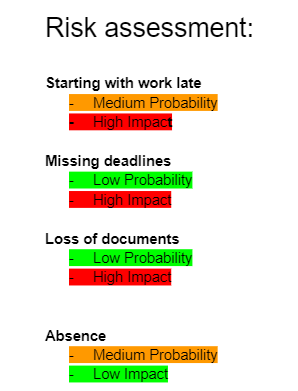 Risk assessment:
Starting with work late
- Medium Probability
- High Impact
Missing deadlines
- Low Probability
- High Impact
Loss of documents
- Low Probability
- High Impact
Absence
- Medium Probability
- Low Impact